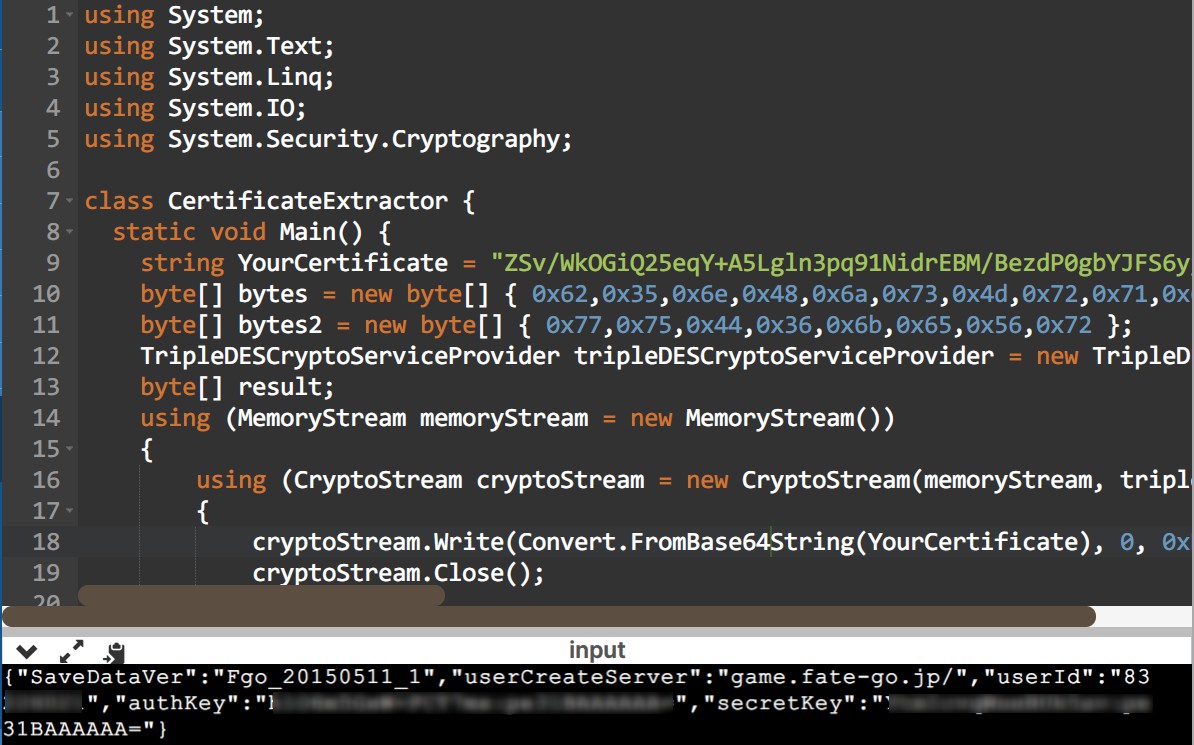 1 using System;
2 using System.Text;
3 using System.Linq;
4 using System.IO;
5 using System.Security.Cryptography;
6
7 class CertificateExtractor {
8 static void Main() {
9 string YourCertificate = "ZSv/WkOGiQ25eqY+A5Lgln3pq91NidrEBM/BezdP0gbYJFS6y
10 byte[] bytes = new byte[] { 0x62,0x35,0x6e,0x48,0x6a,0x73,0x4d,0x72,0x71,0x
11 byte[] bytes2 = new byte[] { 0x77,0x75,0x44,0x36,0x6b,0x65,0x56,0x72 };
12 TripleDESCryptoServiceProvider tripleDESCryptoServiceProvider = new TripleD
13 byte[] result;
14 using (MemoryStream memoryStream = new MemoryStream())
15 {
16 using (CryptoStream cryptoStream = new CryptoStream(memoryStream, tripl
17 {
18 cryptoStream.Write(Convert.FromBase64String(YourCertificate), 0, 0x
19 cryptoStream.Close();
20
input
{"SaveDataVer":"Fgo_20150511_1","userCreateServer":"game.fate-go.jp/","userId":"83
","authKey":" ","secretKey":"
31BAAAAAA="}